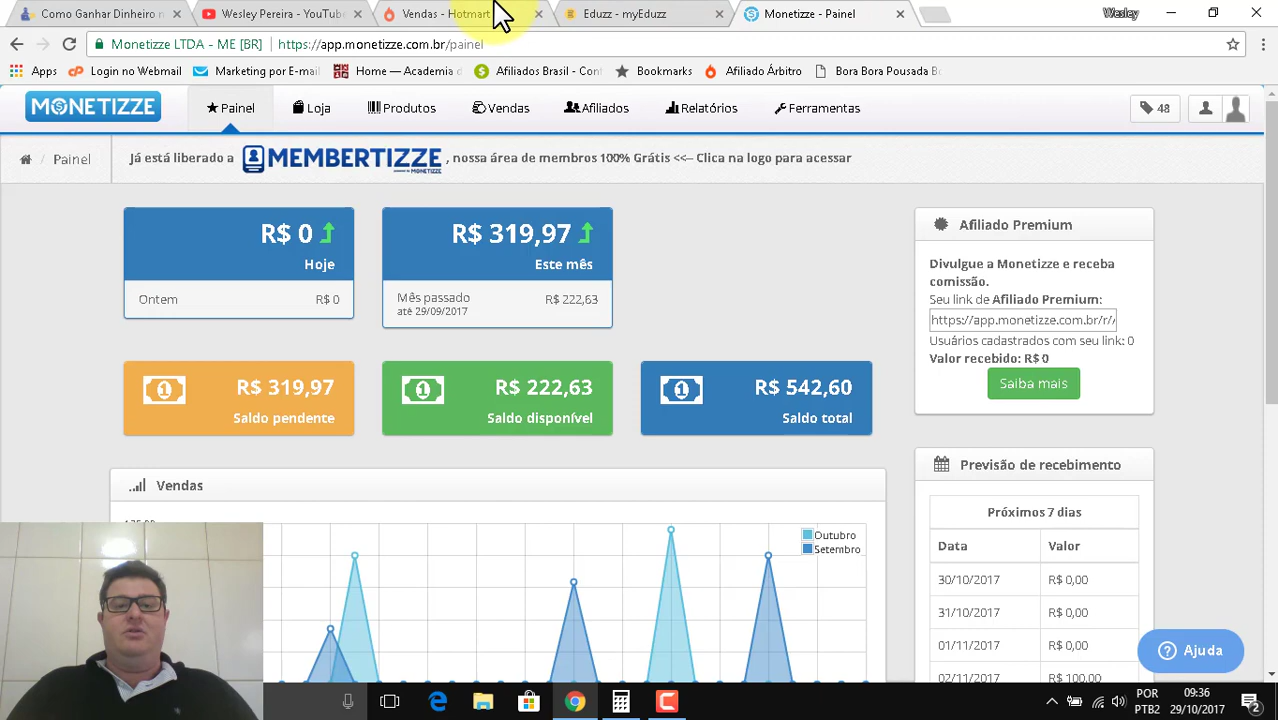 Como Ganhar Dinheiro n
Wesley Pereira - YouTube
Vendas - Hotmart
Eduzz - myEduzz
Monetizze - Painel
Wesley
Monetizze LTDA - ME [BR]
https://app.monetizze.com.br/painel
Apps
Login no Webmail
Marketing por E-mail
Home — Academia d
Afiliados Brasil - Conf
Bookmarks
Afiliado Árbitro
Bora Bora Pousada Bo
MONETIZZE
Painel
Loja
Produtos
Vendas
Afiliados
Relatórios
Ferramentas
48
/ Painel
Já está liberado a MEMBERTIZZE by MONETIZZE , nossa área de membros 100% Grátis <<-- Clica na logo para acessar
R$ 0
Hoje
Ontem R$ 0
R$ 319,97
Este mês
Mês passado R$ 222,63
até 29/09/2017
R$ 319,97
Saldo pendente
R$ 222,63
Saldo disponível
R$ 542,60
Saldo total
Afiliado Premium
Divulgue a Monetizze e receba
comissão.
Seu link de Afiliado Premium:
https://app.monetizze.com.br/r/
Usuários cadastrados com seu link: 0
Valor recebido: R$ 0
Saiba mais
Previsão de recebimento
Próximos 7 dias
Data Valor
30/10/2017 R$ 0,00
31/10/2017 R$ 0,00
01/11/2017 R$ 0,00
02/11/2017 R$ 100,00
Vendas
Outubro
Setembro
Ajuda
POR
PTB2
09:36
29/10/2017
2